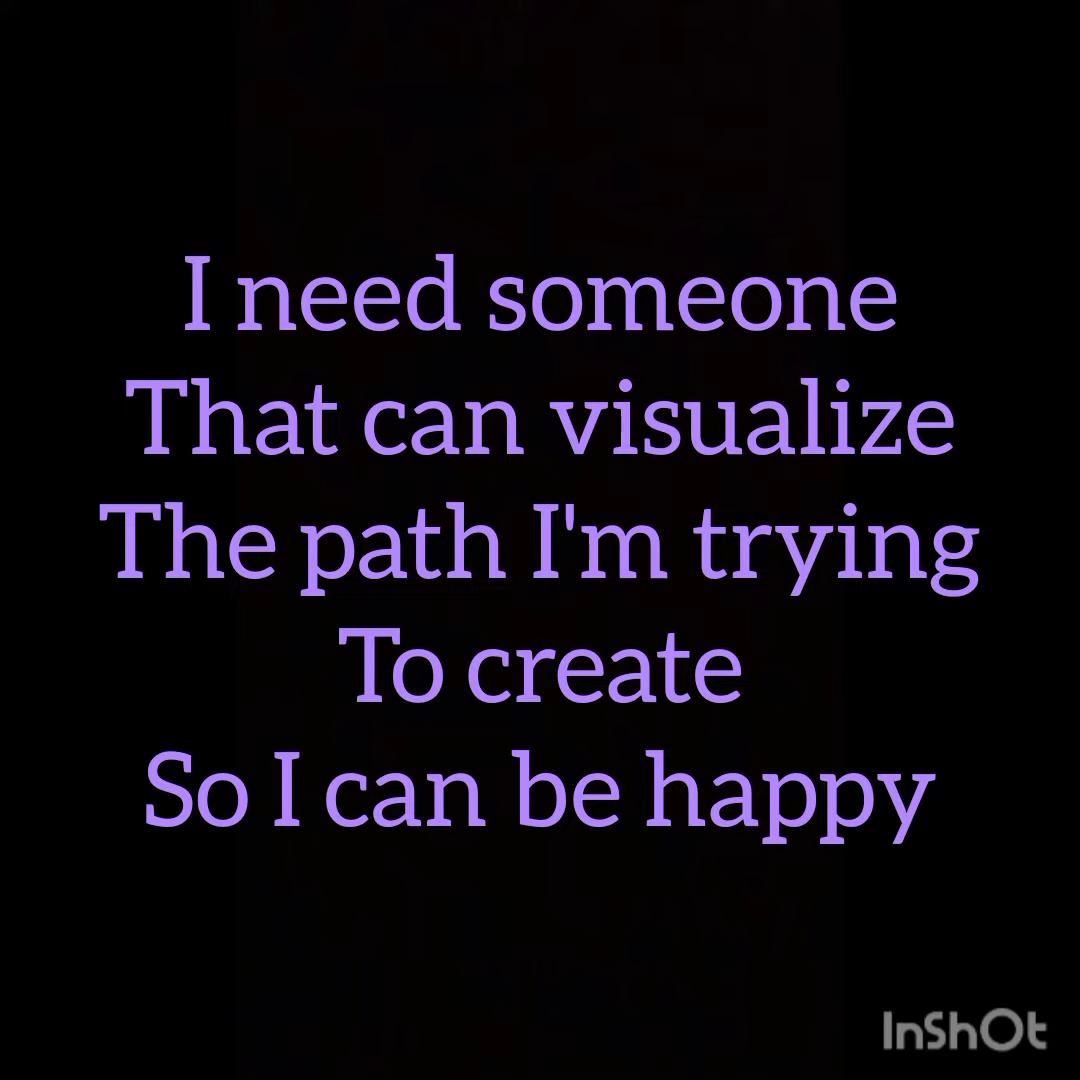 I need someone
That can visualize
The path I'm trying
To create
So I can be happy
InShOt